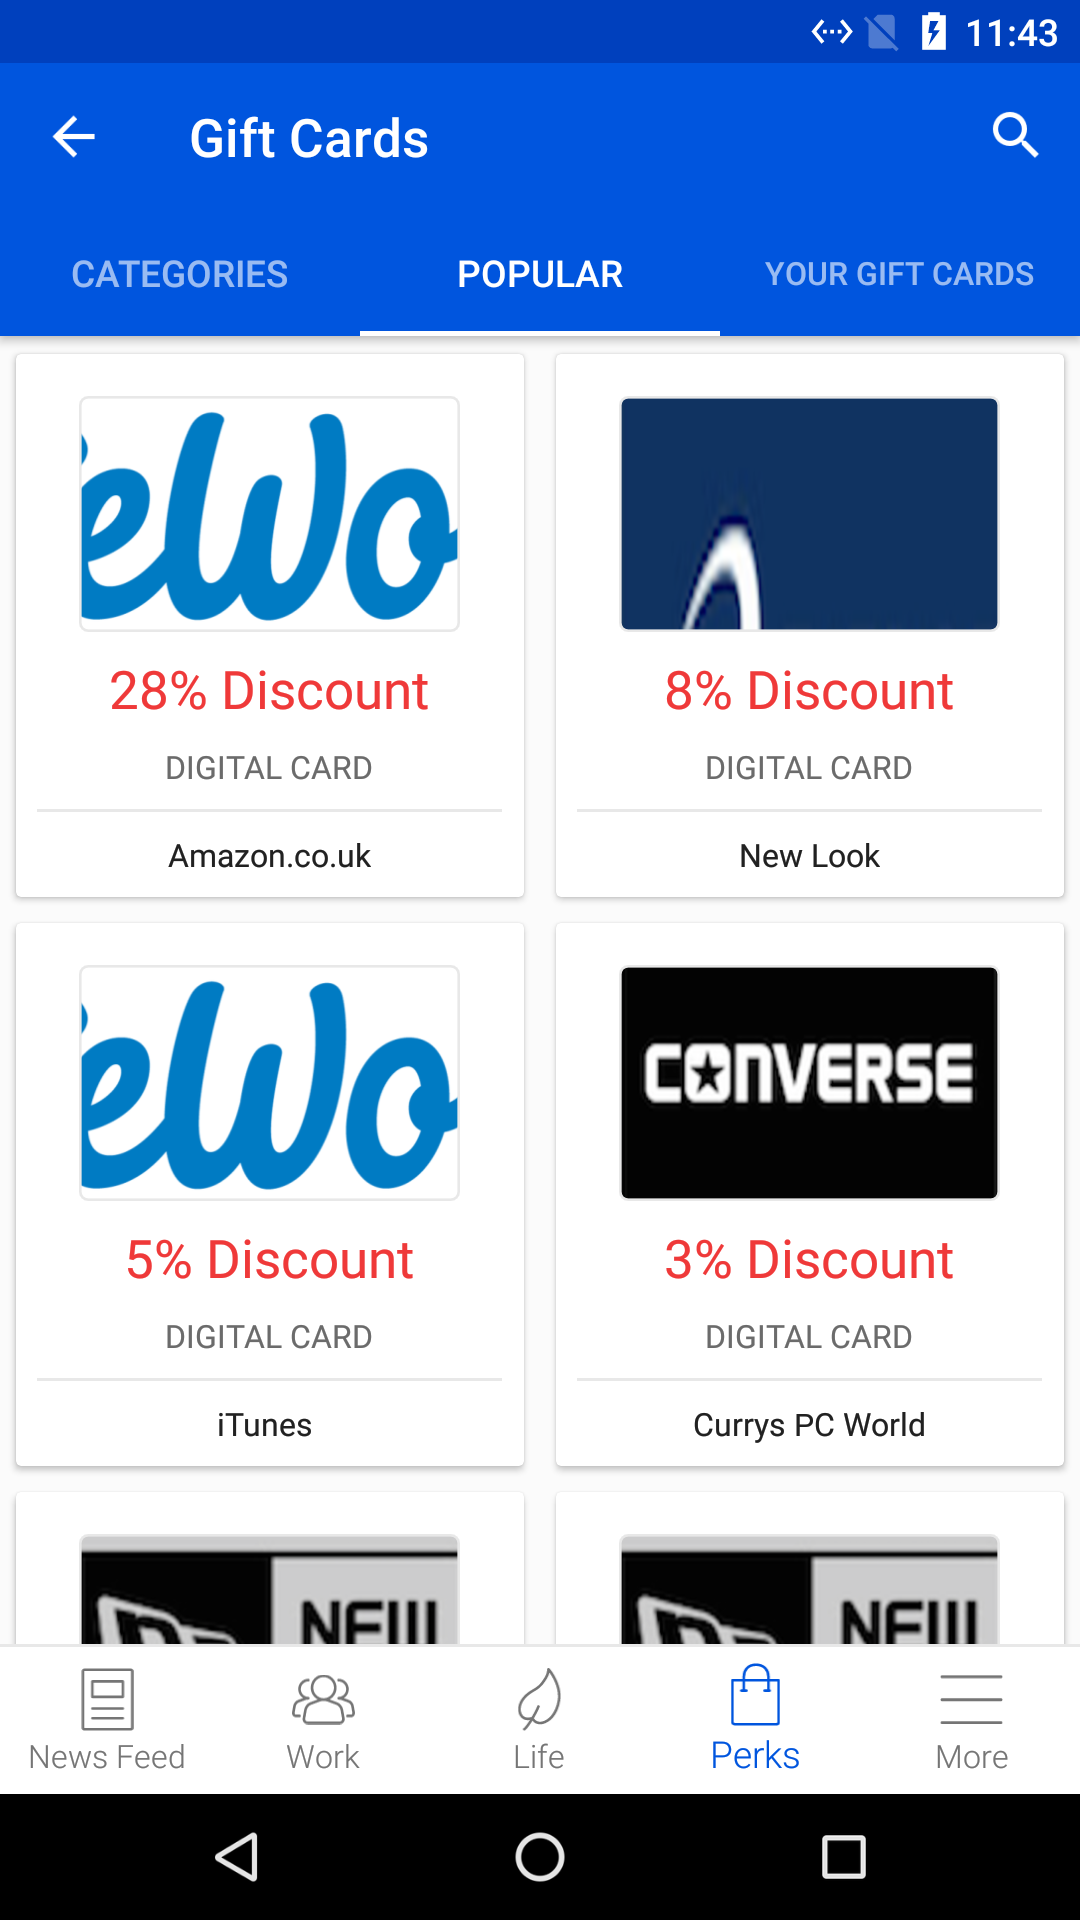 11:43
Gift Cards
CATEGORIES
POPULAR
YOUR GIFT CARDS
eWo
28% Discount
8% Discount
DIGITAL CARD
DIGITAL CARD
Amazon.co.uk
New Look
eWo
CONVERSE
5% Discount
3% Discount
DIGITAL CARD
DIGITAL CARD
iTunes
Currys PC World
NEW
NEW
News Feed
Work
Life
Perks
More